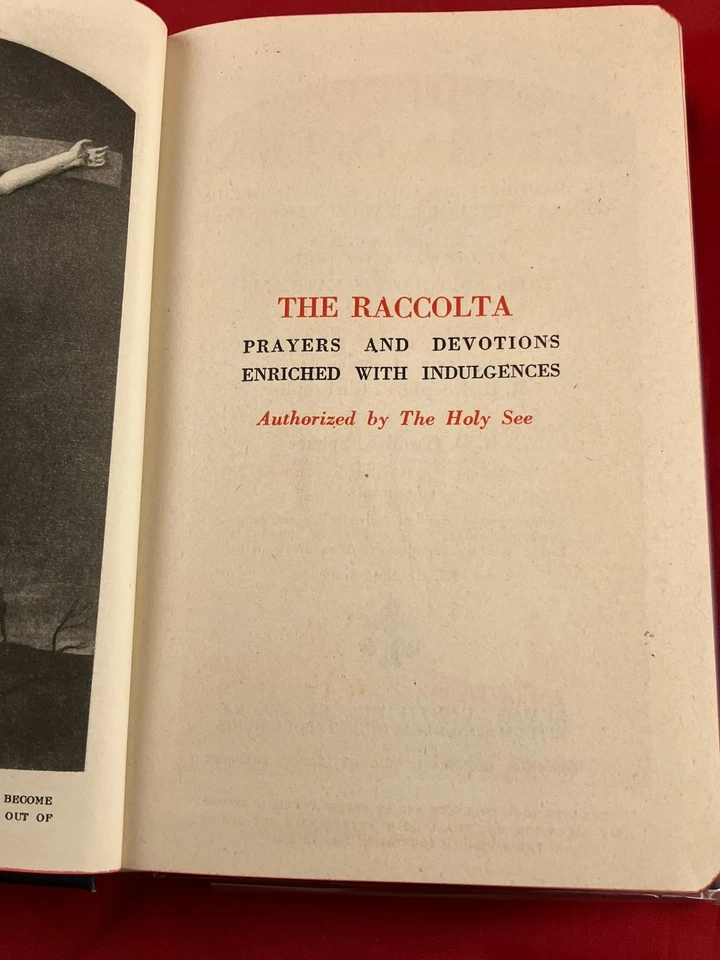 BECOME
OUT OF
THE RACCOLTA
PRAYERS AND DEVOTIONS
ENRICHED WITH INDULGENCES
Authorized by The Holy See